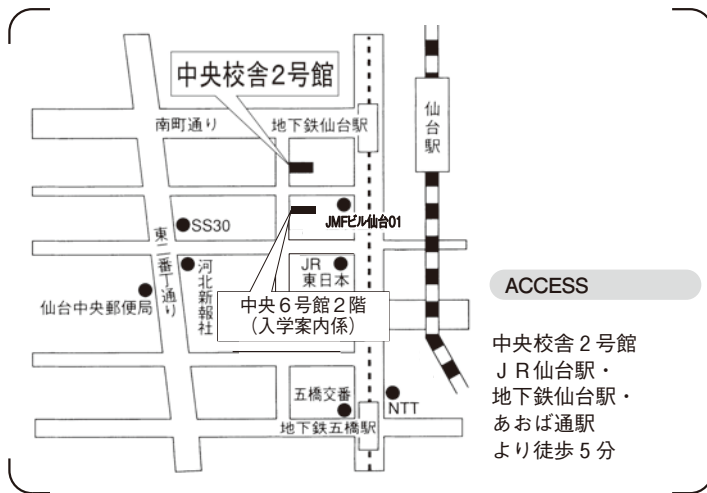 中央校舎2号館
南町通り
地下鉄仙台駅
仙台駅
JMFビル仙台01
SS30
東二番丁通り
河北新報社
JR
東日本
仙台中央郵便局
中央6号館2階
(入学案内係)
五橋交番
NTT
地下鉄五橋駅
ACCESS
中央校舎2号館
JR仙台駅・
地下鉄仙台駅・
あおば通駅
より徒歩5分